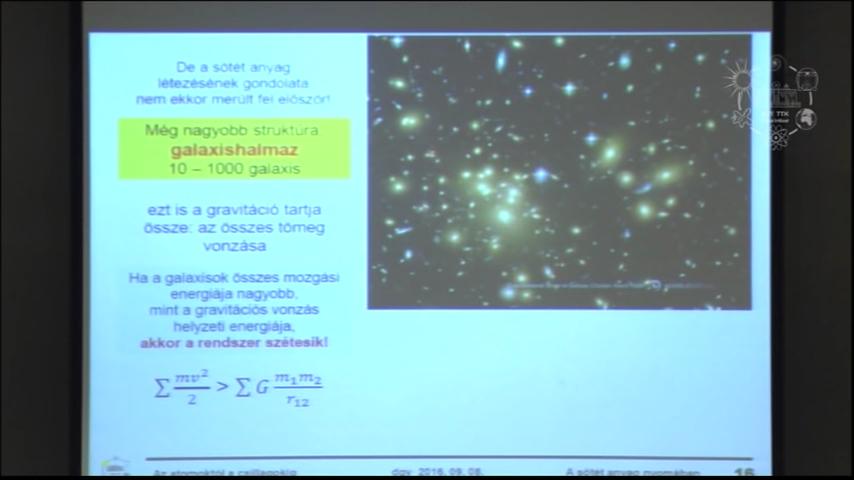 De a sötét anyag
létezésének gondolata
nem ekkor merült fel először!
Még nagyobb struktúra
galaxishalmaz
10 – 1000 galaxis
ezt is a gravitáció tartja
össze: az összes tömeg
vonzása
Ha a galaxisok összes mozgási
energiája nagyobb,
mint a gravitációs vonzás
helyzeti energiája,
akkor a rendszer szétesik!
∑ mv²/2 > ∑ G m₁m₂/r₁₂
Az atomoktól a csillagokig
dgy 2016. 09. 08.
A sötét anyag nyomában
16